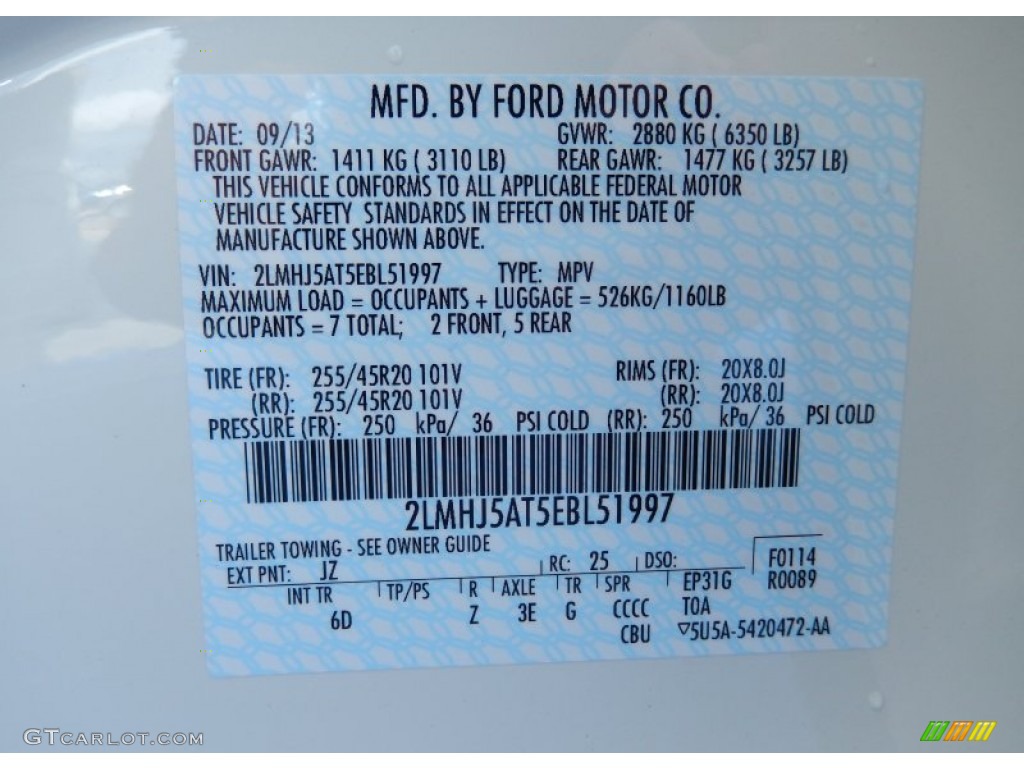 MFD. BY FORD MOTOR CO.
DATE: 09/13 GVWR: 2880 KG ( 6350 LB)
FRONT GAWR: 1411 KG ( 3110 LB) REAR GAWR: 1477 KG ( 3257 LB)
THIS VEHICLE CONFORMS TO ALL APPLICABLE FEDERAL MOTOR
VEHICLE SAFETY STANDARDS IN EFFECT ON THE DATE OF
MANUFACTURE SHOWN ABOVE.
VIN: 2LMHJ5AT5EBL51997 TYPE: MPV
MAXIMUM LOAD = OCCUPANTS + LUGGAGE = 526KG/1160LB
OCCUPANTS = 7 TOTAL; 2 FRONT, 5 REAR
TIRE (FR): 255/45R20 101V RIMS (FR): 20X8.0J
(RR): 255/45R20 101V (RR): 20X8.0J
PRESSURE (FR): 250 kPa/ 36 PSI COLD (RR): 250 kPa/ 36 PSI COLD
2LMHJ5AT5EBL51997
TRAILER TOWING - SEE OWNER GUIDE
EXT PNT: JZ RC: 25 DSO: F0114
INT TR TP/PS R AXLE TR SPR EP31G R0089
6D Z 3E G CCCC TOA
CBU ▽5U5A-5420472-AA
GTCARLOT.COM